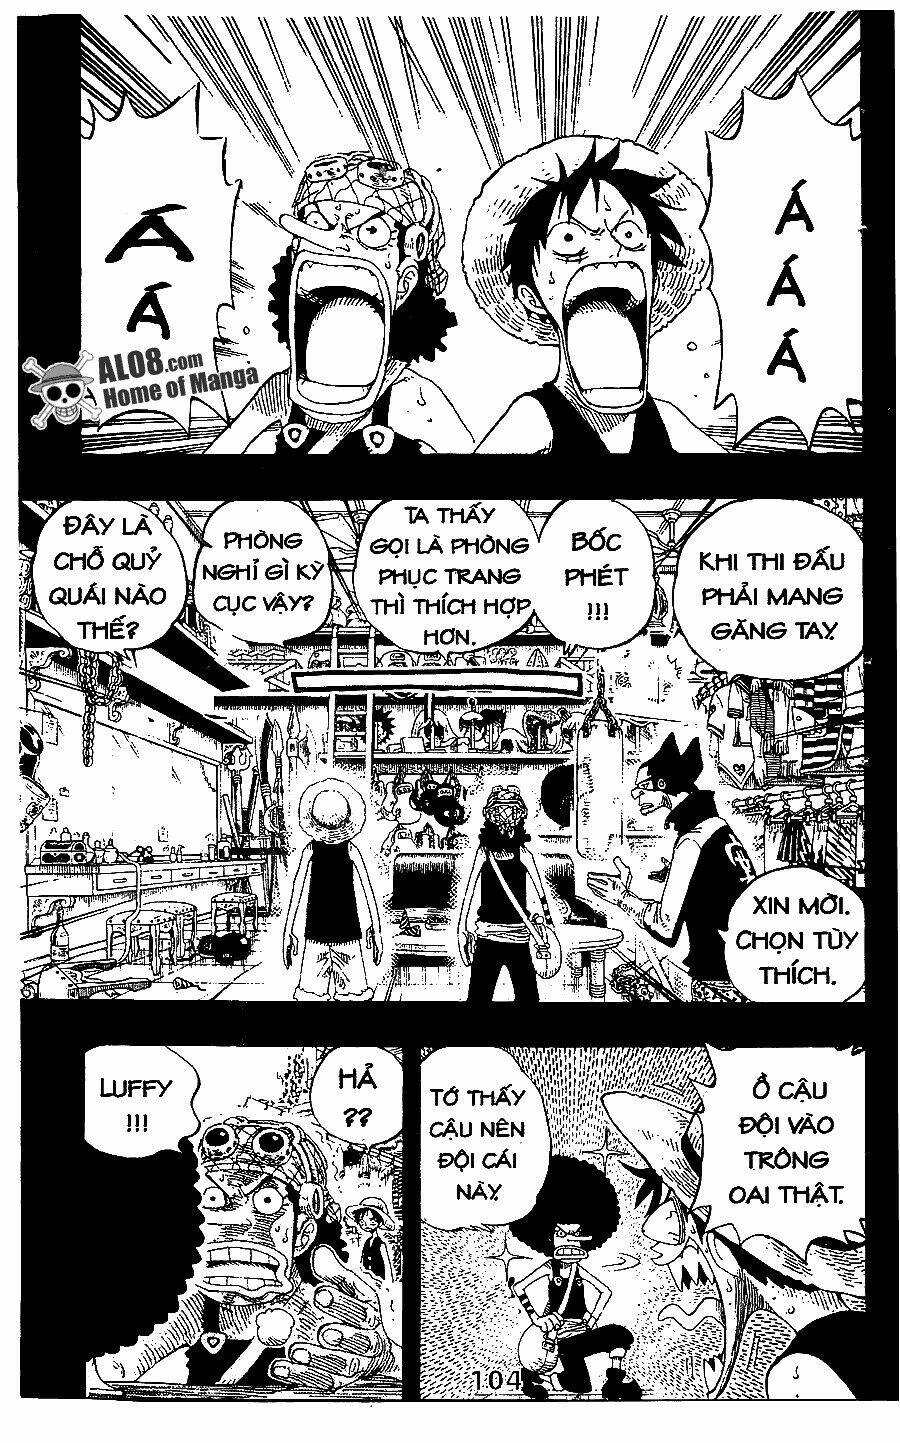 Á
Á
Á
Á
Á
ALO8.com
Home of Manga
KHI THI ĐẤU
PHẢI MANG
GĂNG TAY.
BỐC
PHÉT
!!!
TA THẤY
GỌI LÀ PHÒNG
PHỤC TRANG
THÌ THÍCH HỢP
HƠN.
PHÒNG
NGHỈ GÌ KỲ
CỤC VẬY?
ĐÂY LÀ
CHỖ QUỶ
QUÁI NÀO
THẾ?
XIN MỜI.
CHỌN TÙY
THÍCH.
LUFFY
!!!
HẢ
??
TỚ THẤY
CẬU NÊN
ĐỘI CÁI
NÀY.
Ồ CẬU
ĐỘI VÀO
TRÔNG
OAI THẬT.
104